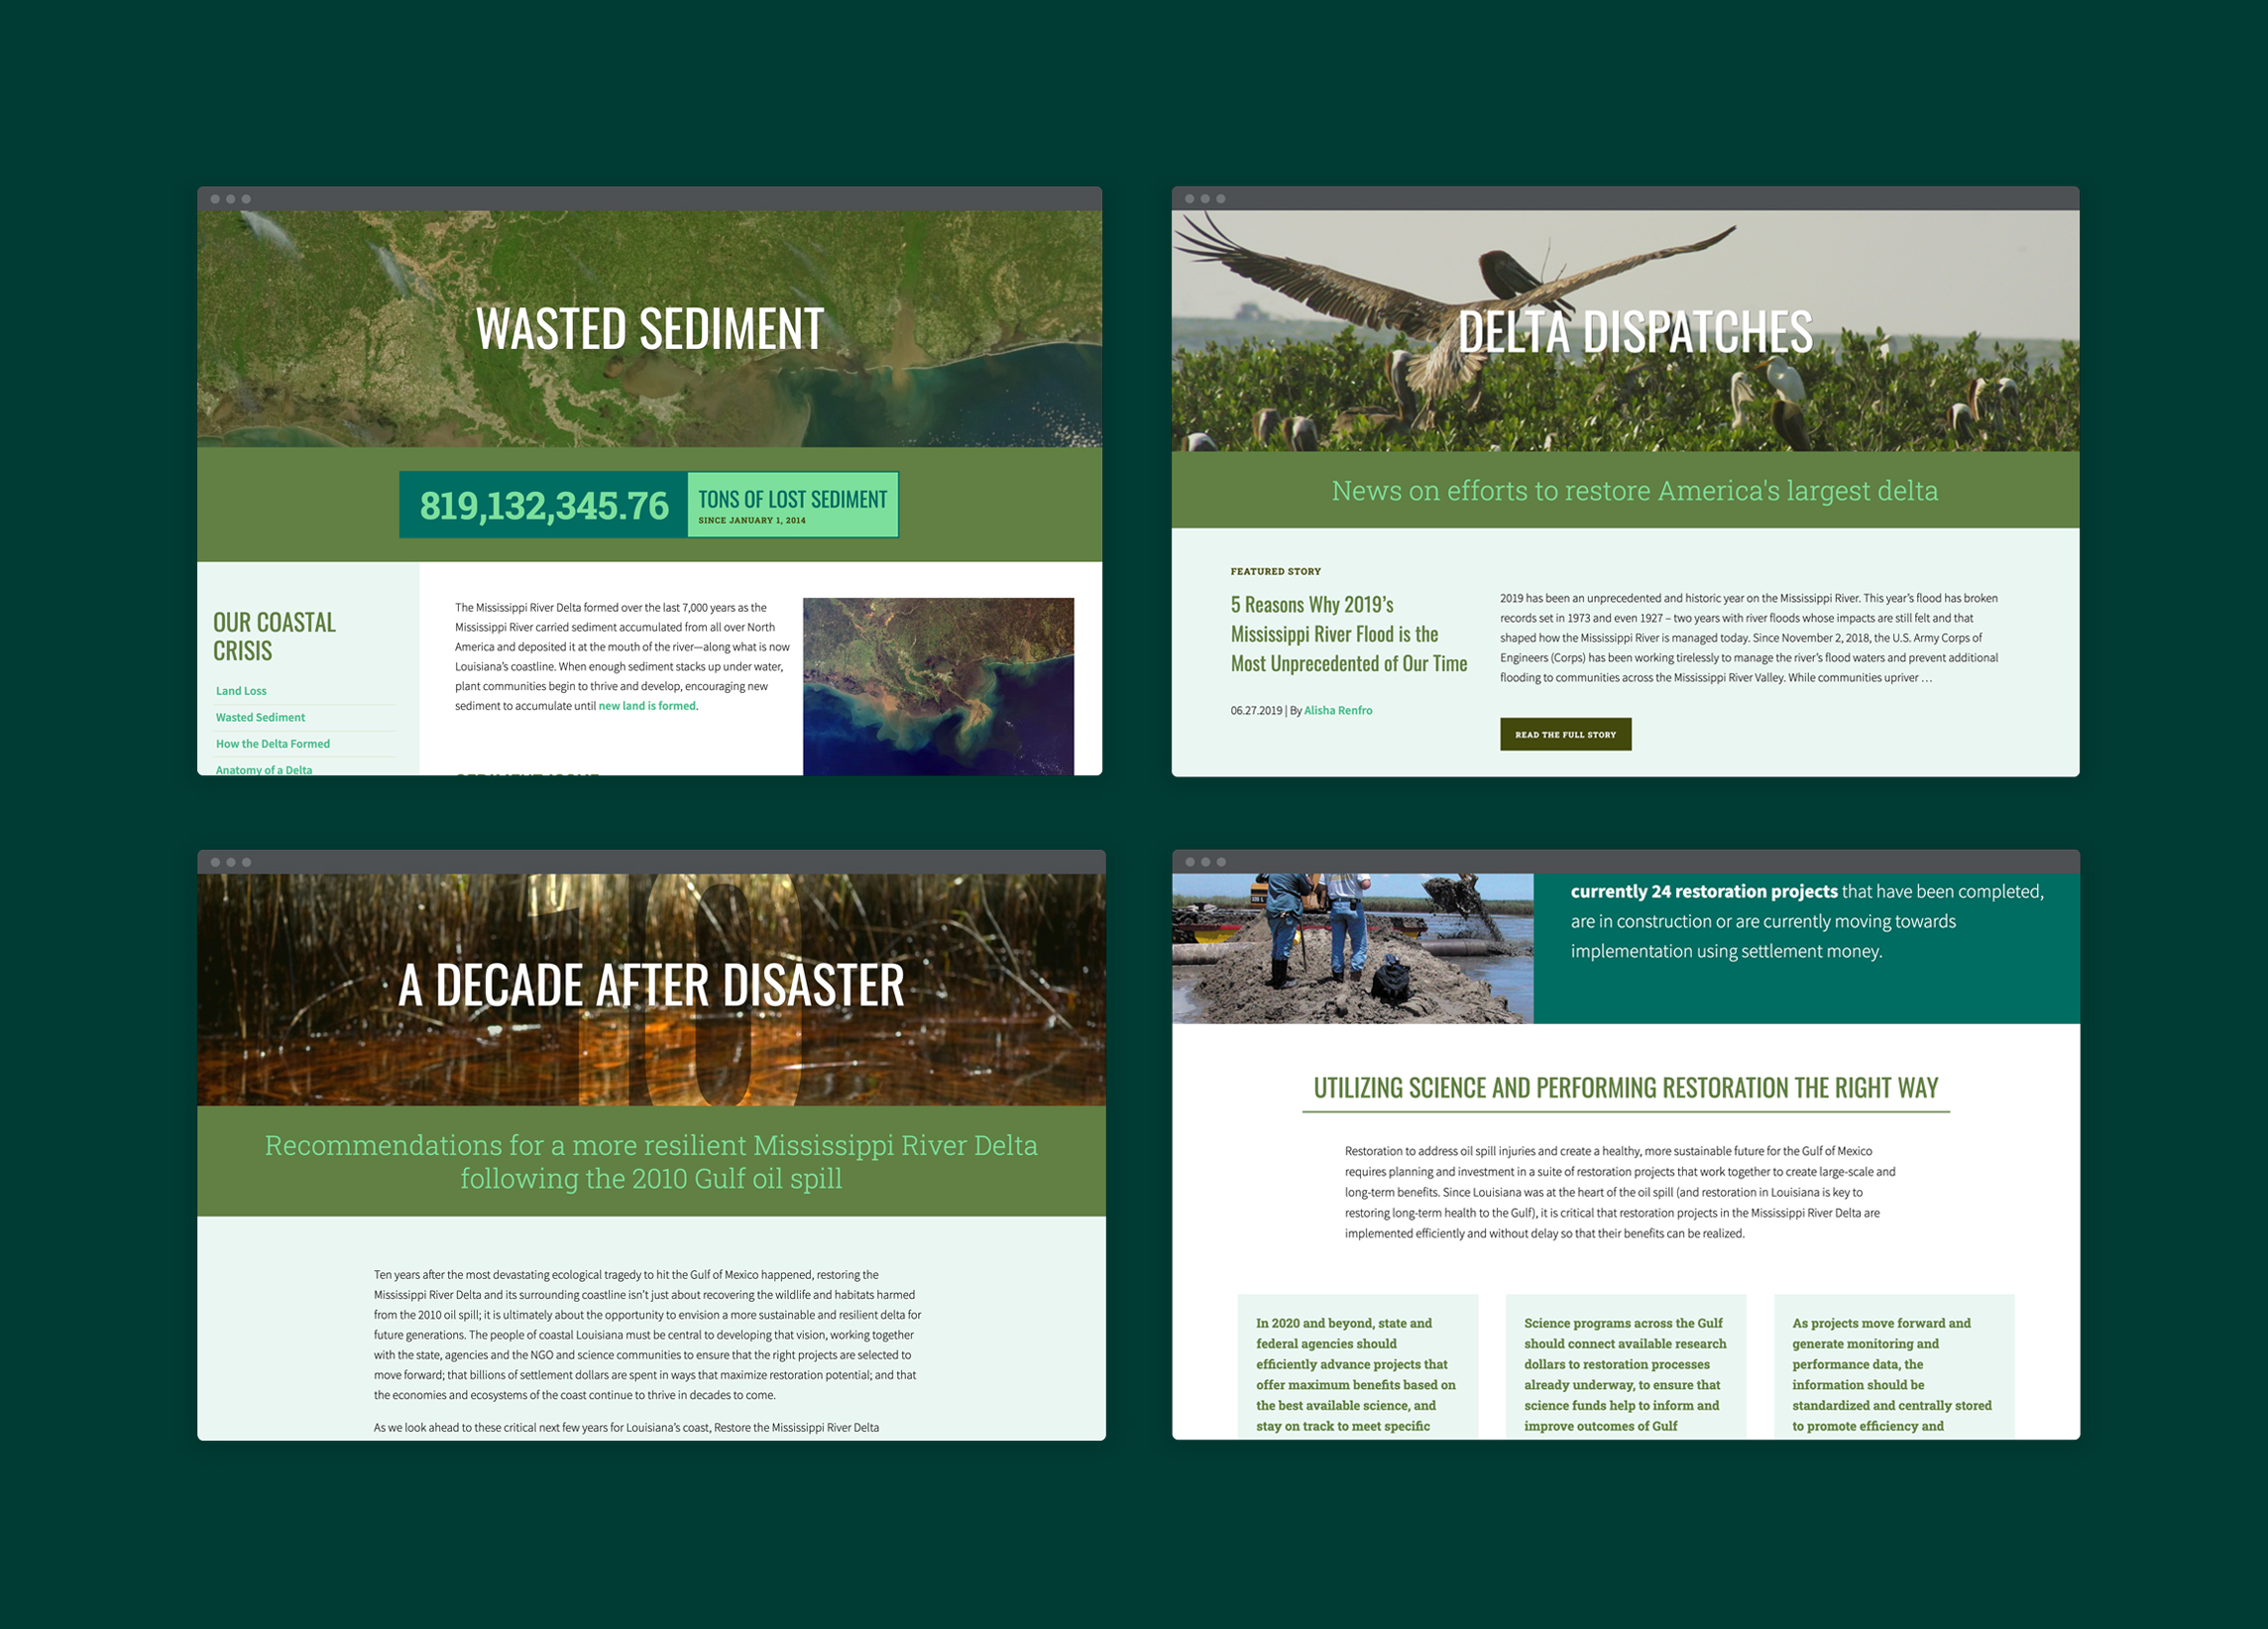 WASTED SEDIMENT
819,132,345.76
TONS OF LOST SEDIMENT
SINCE JANUARY 1, 2014
OUR COASTAL
CRISIS
Land Loss
Wasted Sediment
How the Delta Formed
Anatomy of a Delta
The Mississippi River Delta formed over the last 7,000 years as the
Mississippi River carried sediment accumulated from all over North
America and deposited it at the mouth of the river—along what is now
Louisiana’s coastline. When enough sediment stacks up under water,
plant communities begin to thrive and develop, encouraging new
sediment to accumulate until new land is formed.
DELTA DISPATCHES
News on efforts to restore America's largest delta
FEATURED STORY
5 Reasons Why 2019’s
Mississippi River Flood is the
Most Unprecedented of Our Time
06.27.2019 | By Alisha Renfro
2019 has been an unprecedented and historic year on the Mississippi River. This year’s flood has broken
records set in 1973 and even 1927 – two years with river floods whose impacts are still felt and that
shaped how the Mississippi River is managed today. Since November 2, 2018, the U.S. Army Corps of
Engineers (Corps) has been working tirelessly to manage the river’s flood waters and prevent additional
flooding to communities across the Mississippi River Valley. While communities upriver …
READ THE FULL STORY
10
A DECADE AFTER DISASTER
Recommendations for a more resilient Mississippi River Delta
following the 2010 Gulf oil spill
Ten years after the most devastating ecological tragedy to hit the Gulf of Mexico happened, restoring the
Mississippi River Delta and its surrounding coastline isn’t just about recovering the wildlife and habitats harmed
from the 2010 oil spill; it is ultimately about the opportunity to envision a more sustainable and resilient delta for
future generations. The people of coastal Louisiana must be central to developing that vision, working together
with the state, agencies and the NGO and science communities to ensure that the right projects are selected to
move forward; that billions of settlement dollars are spent in ways that maximize restoration potential; and that
the economies and ecosystems of the coast continue to thrive in decades to come.
As we look ahead to these critical next few years for Louisiana’s coast, Restore the Mississippi River Delta
currently 24 restoration projects that have been completed,
are in construction or are currently moving towards
implementation using settlement money.
UTILIZING SCIENCE AND PERFORMING RESTORATION THE RIGHT WAY
Restoration to address oil spill injuries and create a healthy, more sustainable future for the Gulf of Mexico
requires planning and investment in a suite of restoration projects that work together to create large-scale and
long-term benefits. Since Louisiana was at the heart of the oil spill (and restoration in Louisiana is key to
restoring long-term health to the Gulf), it is critical that restoration projects in the Mississippi River Delta are
implemented efficiently and without delay so that their benefits can be realized.
In 2020 and beyond, state and
federal agencies should
efficiently advance projects that
offer maximum benefits based on
the best available science, and
stay on track to meet specific
Science programs across the Gulf
should connect available research
dollars to restoration processes
already underway, to ensure that
science funds help to inform and
improve outcomes of Gulf
As projects move forward and
generate monitoring and
performance data, the
information should be
standardized and centrally stored
to promote efficiency and